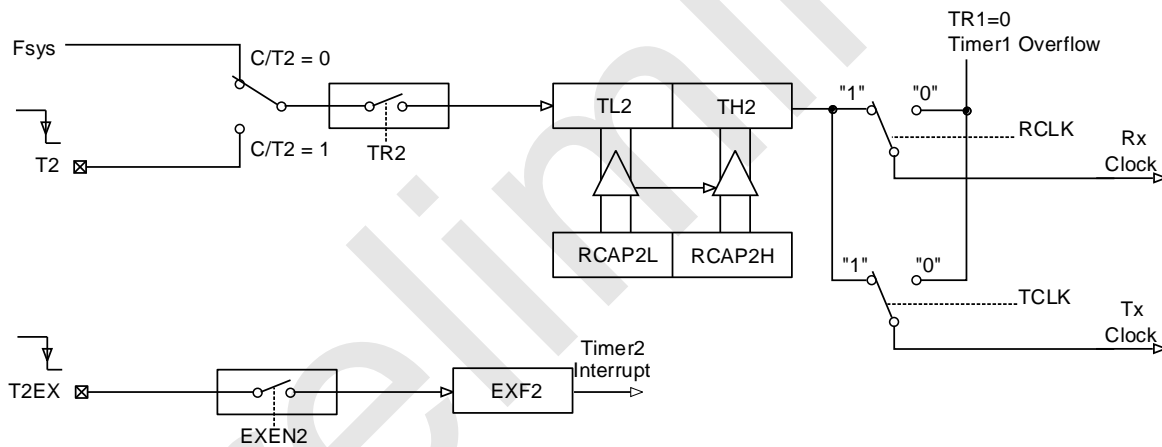 TR1=0
Timer1 Overflow
Fsys
C/T2 = 0
"1"
"0"
TL2
TH2
RCLK
Rx
Clock
T2
C/T2 = 1
TR2
RCAP2L
RCAP2H
"1"
"0"
TCLK
Tx
Clock
Timer2
Interrupt
T2EX
EXF2
EXEN2